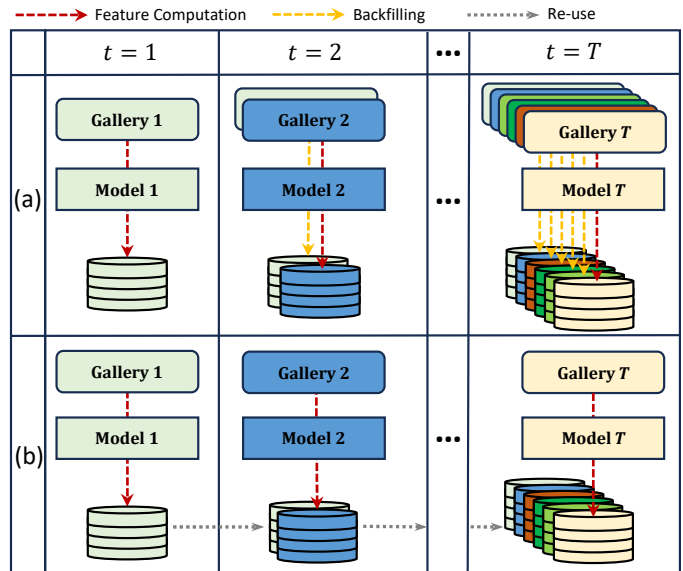 Feature Computation Backfilling Re-use
t = 1 t = 2 ••• t = T
(a)
Gallery 1 Gallery 2 Gallery T
Model 1 Model 2 ••• Model T
(b)
Gallery 1 Gallery 2 Gallery T
Model 1 Model 2 ••• Model T